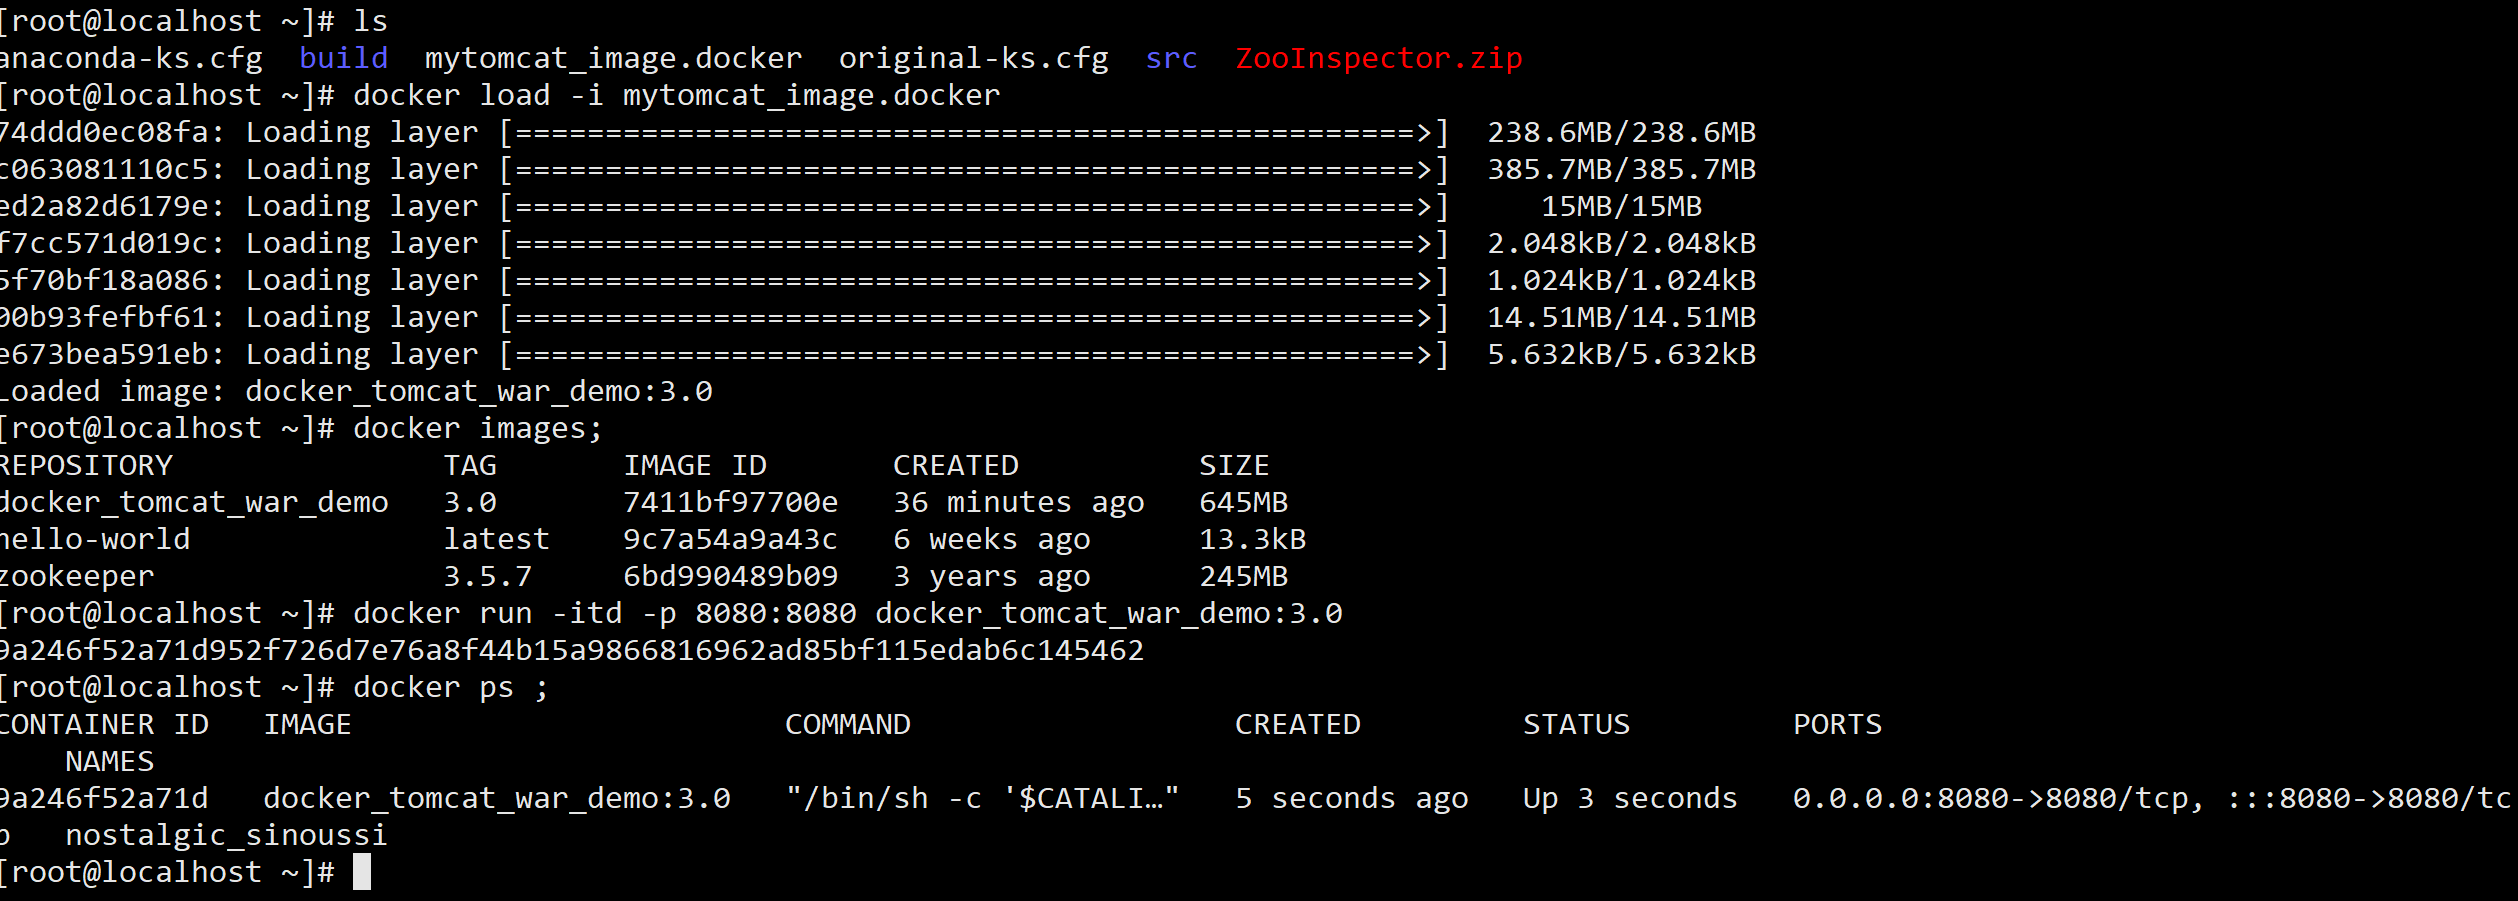 [root@localhost ~]# ls
anaconda-ks.cfg  build  mytomcat_image.docker  original-ks.cfg  src  ZooInspector.zip
[root@localhost ~]# docker load -i mytomcat_image.docker
74ddd0ec08fa: Loading layer [==================================================>]  238.6MB/238.6MB
c063081110c5: Loading layer [==================================================>]  385.7MB/385.7MB
ed2a82d6179e: Loading layer [==================================================>]     15MB/15MB
f7cc571d019c: Loading layer [==================================================>]  2.048kB/2.048kB
5f70bf18a086: Loading layer [==================================================>]  1.024kB/1.024kB
00b93fefbf61: Loading layer [==================================================>]  14.51MB/14.51MB
e673bea591eb: Loading layer [==================================================>]  5.632kB/5.632kB
Loaded image: docker_tomcat_war_demo:3.0
[root@localhost ~]# docker images;
REPOSITORY               TAG       IMAGE ID       CREATED          SIZE
docker_tomcat_war_demo   3.0       7411bf97700e   36 minutes ago   645MB
hello-world              latest    9c7a54a9a43c   6 weeks ago      13.3kB
zookeeper                3.5.7     6bd990489b09   3 years ago      245MB
[root@localhost ~]# docker run -itd -p 8080:8080 docker_tomcat_war_demo:3.0
9a246f52a71d952f726d7e76a8f44b15a9866816962ad85bf115edab6c145462
[root@localhost ~]# docker ps ;
CONTAINER ID   IMAGE                        COMMAND                  CREATED         STATUS         PORTS
    NAMES
9a246f52a71d   docker_tomcat_war_demo:3.0   "/bin/sh -c '$CATALI…"   5 seconds ago   Up 3 seconds   0.0.0.0:8080->8080/tcp, :::8080->8080/tc
p   nostalgic_sinoussi
[root@localhost ~]#